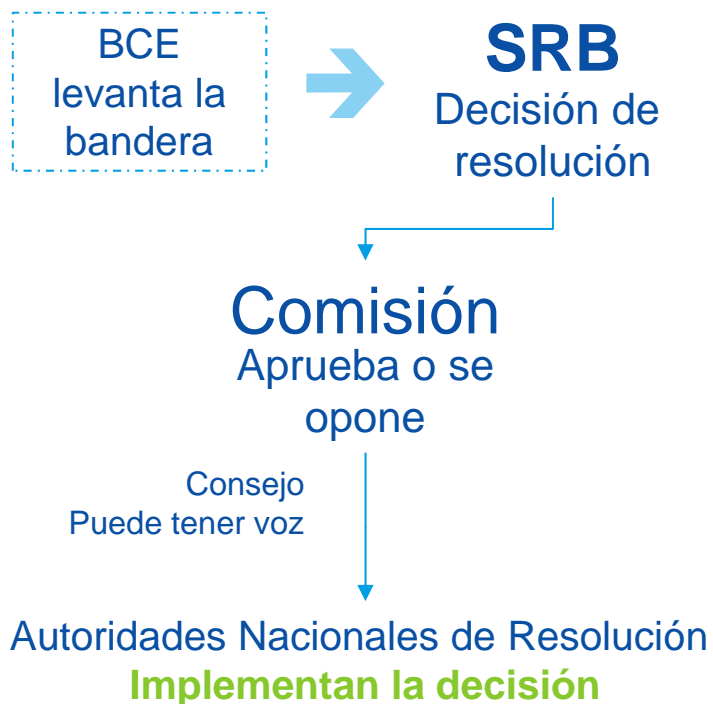 BCE
levanta la
bandera
SRB
Decisión de
resolución
Comisión
Aprueba o se
opone
Consejo
Puede tener voz
Autoridades Nacionales de Resolución
Implementan la decisión